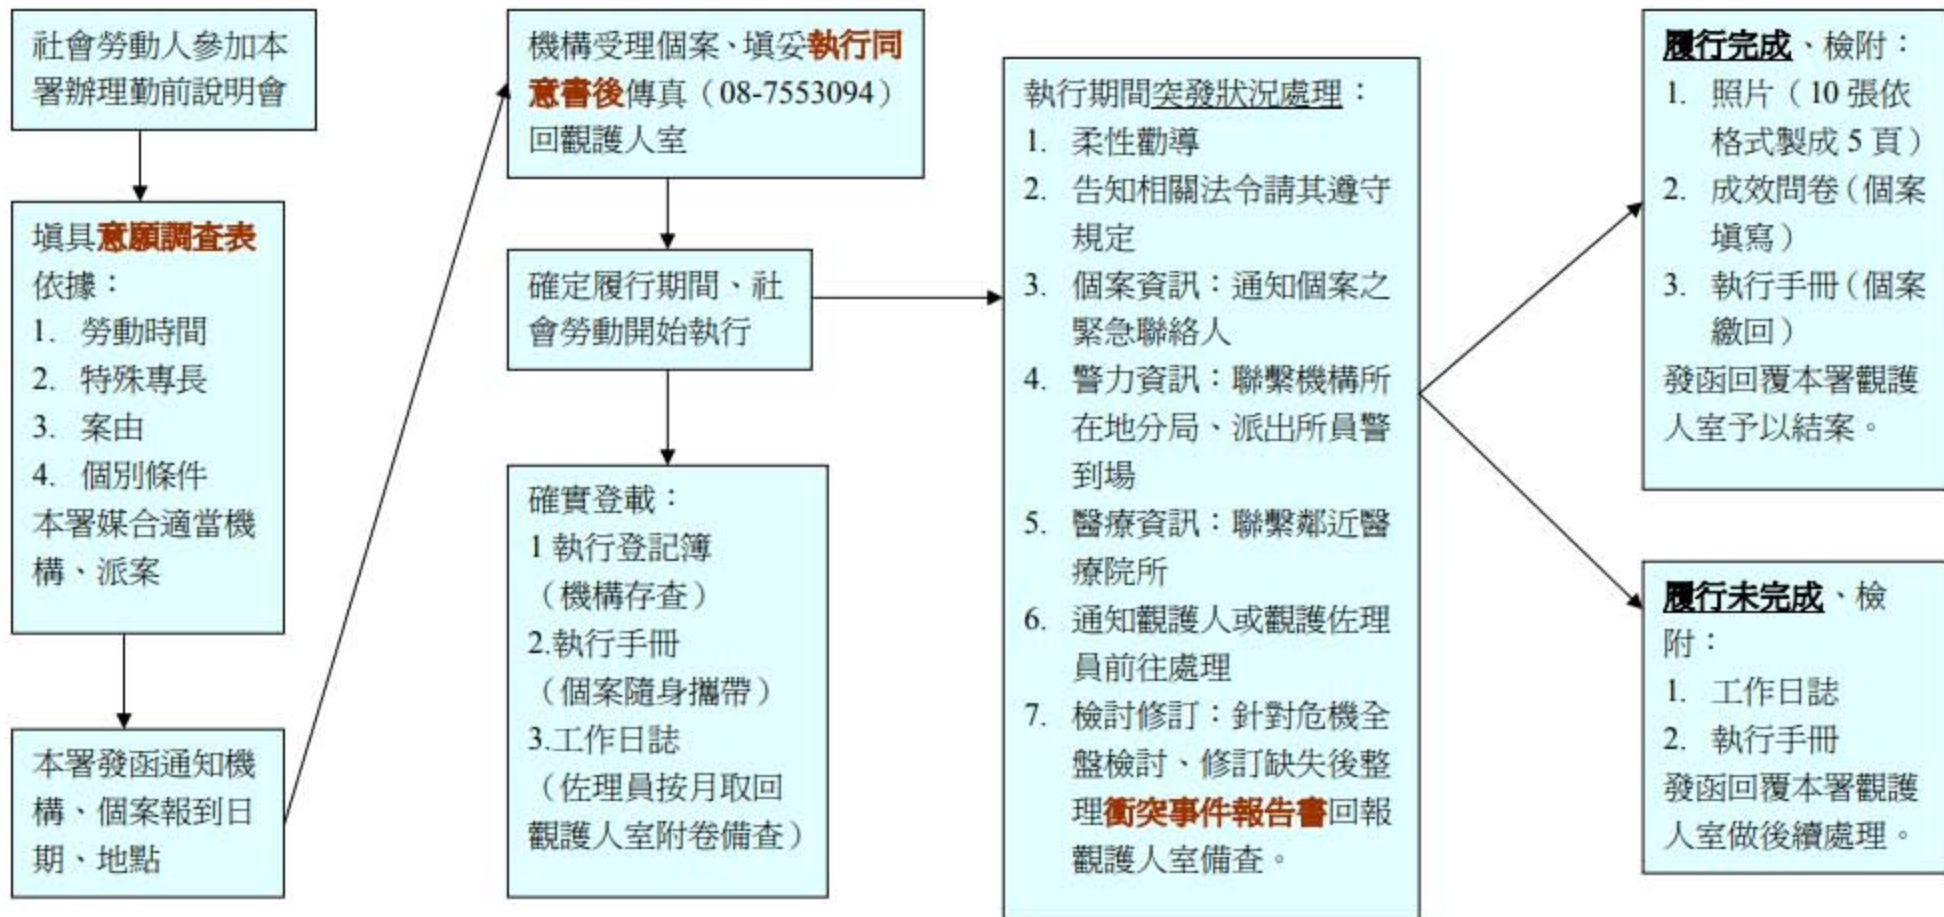 社會勞動人參加本
署辦理勤前說明會
填具意願調查表
依據：
1. 勞動時間
2. 特殊專長
3. 案由
4. 個別條件
本署媒合適當機
構、派案
本署發函通知機
構、個案報到日
期、地點
機構受理個案、填妥執行同
意書後傳真（08-7553094）
回觀護人室
確定履行期間、社
會勞動開始執行
確實登載：
1 執行登記簿
（機構存查）
2.執行手冊
（個案隨身攜帶）
3.工作日誌
（佐理員按月取回
觀護人室附卷備查）
執行期間突發狀況處理：
1. 柔性勸導
2. 告知相關法令請其遵守
規定
3. 個案資訊：通知個案之
緊急聯絡人
4. 警力資訊：聯繫機構所
在地分局、派出所員警
到場
5. 醫療資訊：聯繫鄰近醫
療院所
6. 通知觀護人或觀護佐理
員前往處理
7. 檢討修訂：針對危機全
盤檢討、修訂缺失後整
理衝突事件報告書回報
觀護人室備查。
履行完成、檢附：
1. 照片（10 張依
格式製成 5 頁）
2. 成效問卷（個案
填寫）
3. 執行手冊（個案
繳回）
發函回覆本署觀護
人室予以結案。
履行未完成、檢
附：
1. 工作日誌
2. 執行手冊
發函回覆本署觀護
人室做後續處理。